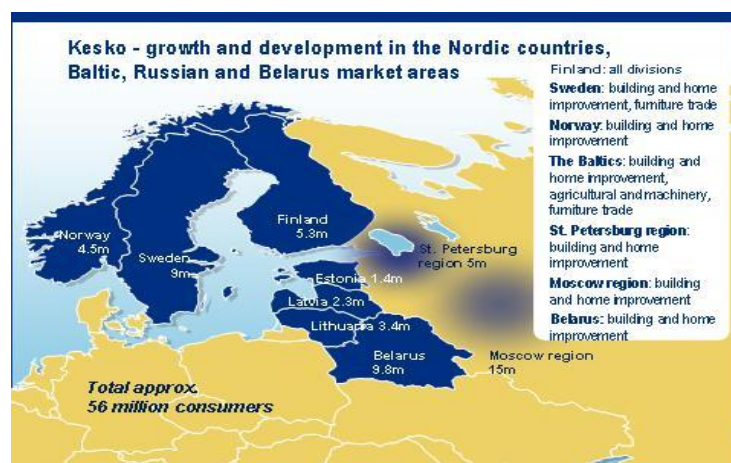 Kesko - growth and development in the Nordic countries,
Baltic, Russian and Belarus market areas
Finland: all divisions
Sweden: building and home
improvement, furniture trade
Norway: building and home
improvement
The Baltics: building and
home improvement,
agricultural and machinery,
furniture trade
St. Petersburg region:
building and home
improvement
Moscow region: building
and home improvement
Belarus: building and home
improvement
Finland
5.3m
Norway
4.5m
Sweden
9m
St. Petersburg
region 5m
Estonia 1.4m
Latvia 2.3m
Lithuania 3.4m
Belarus
9.8m
Moscow region
15m
Total approx.
56 million consumers